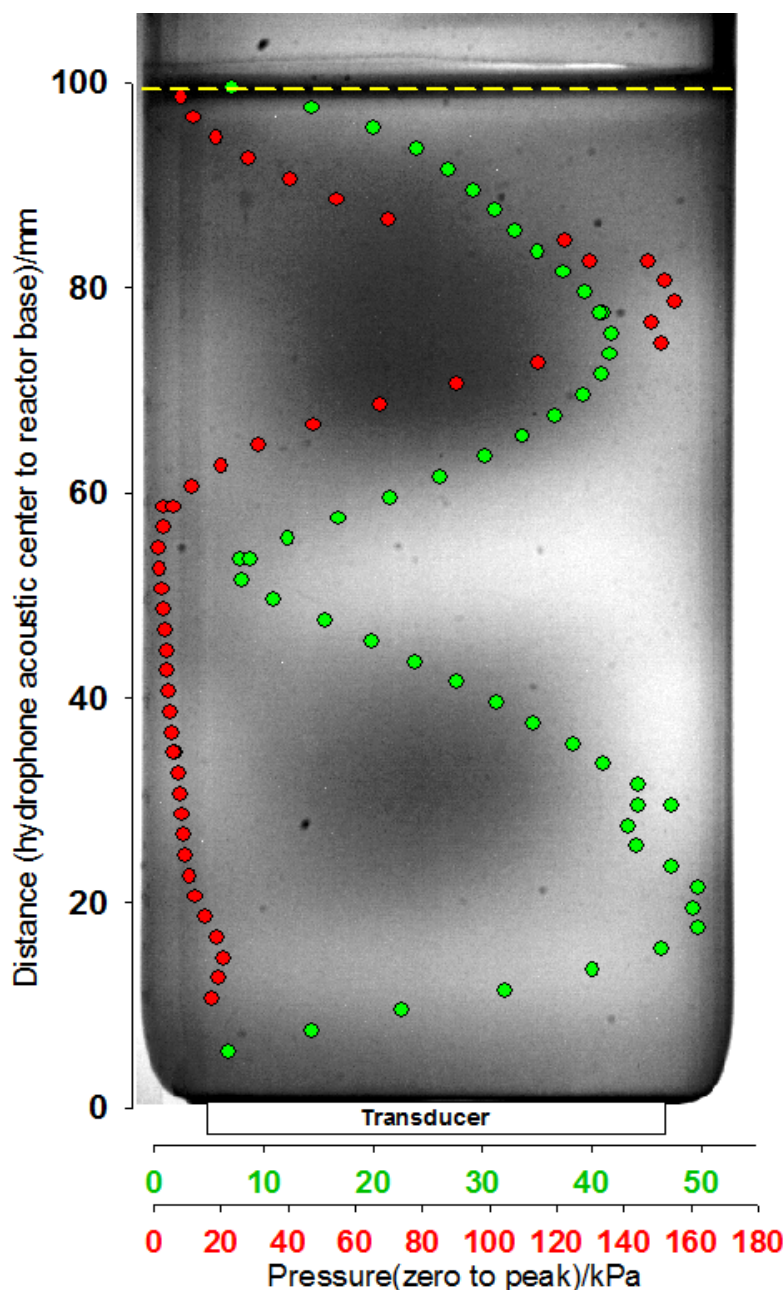 Distance (hydrophone acoustic center to reactor base)/mm
100
80
60
40
20
0
Transducer
0 10 20 30 40 50
0 20 40 60 80 100 120 140 160 180
Pressure(zero to peak)/kPa